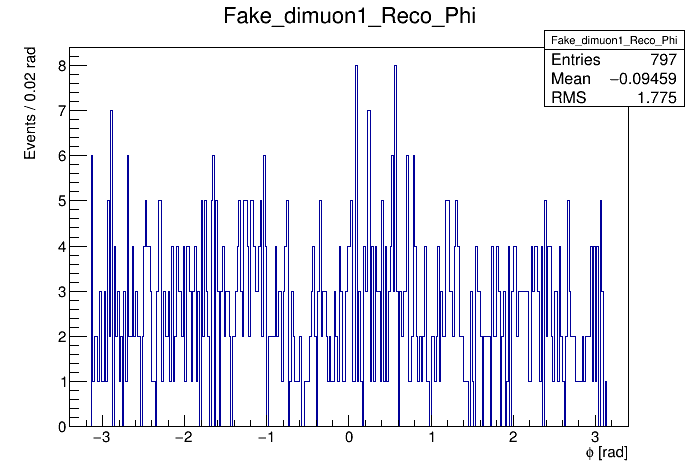 Fake_dimuon1_Reco_Phi
Fake_dimuon1_Reco_Phi
Entries 797
Mean −0.09459
RMS 1.775
Events / 0.02 rad
8
7
6
5
4
3
2
1
0
−3 −2 −1 0 1 2 3
ϕ [rad]